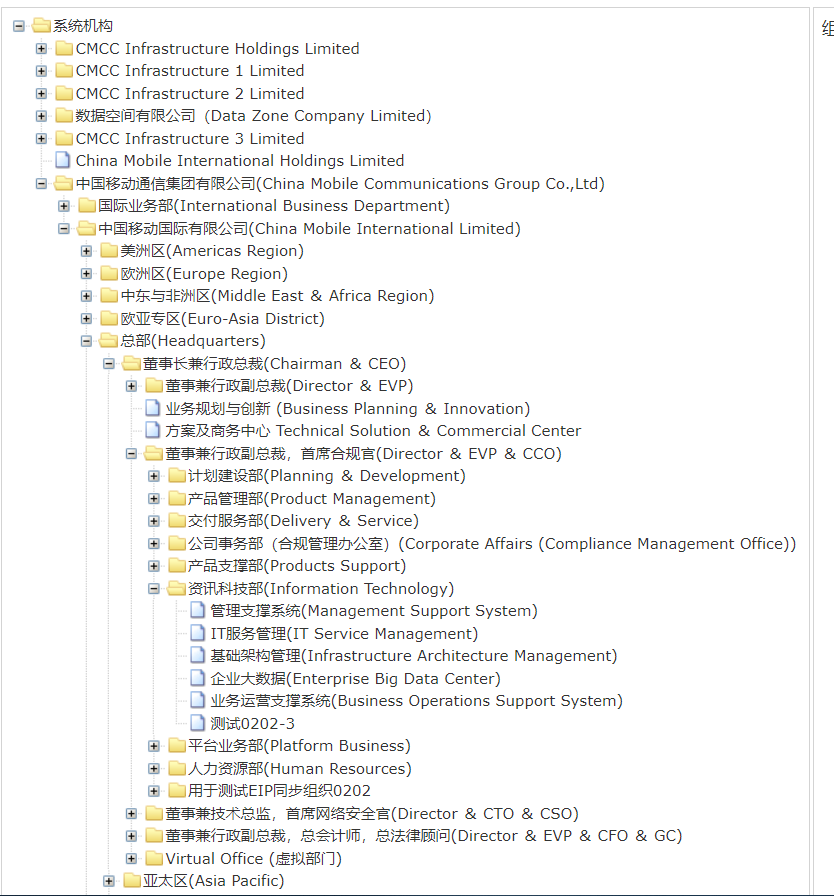 系统机构
CMCC Infrastructure Holdings Limited
CMCC Infrastructure 1 Limited
CMCC Infrastructure 2 Limited
数据空间有限公司（Data Zone Company Limited）
CMCC Infrastructure 3 Limited
China Mobile International Holdings Limited
中国移动通信集团有限公司(China Mobile Communications Group Co.,Ltd)
国际业务部(International Business Department)
中国移动国际有限公司(China Mobile International Limited)
美洲区(Americas Region)
欧洲区(Europe Region)
中东与非洲区(Middle East & Africa Region)
欧亚专区(Euro-Asia District)
总部(Headquarters)
董事长兼行政总裁(Chairman & CEO)
董事兼行政副总裁(Director & EVP)
业务规划与创新 (Business Planning & Innovation)
方案及商务中心 Technical Solution & Commercial Center
董事兼行政副总裁，首席合规官(Director & EVP & CCO)
计划建设部(Planning & Development)
产品管理部(Product Management)
交付服务部(Delivery & Service)
公司事务部（合规管理办公室）(Corporate Affairs (Compliance Management Office))
产品支撑部(Products Support)
资讯科技部(Information Technology)
管理支撑系统(Management Support System)
IT服务管理(IT Service Management)
基础架构管理(Infrastructure Architecture Management)
企业大数据(Enterprise Big Data Center)
业务运营支撑系统(Business Operations Support System)
测试0202-3
平台业务部(Platform Business)
人力资源部(Human Resources)
用于测试EIP同步组织0202
董事兼技术总监，首席网络安全官(Director & CTO & CSO)
董事兼行政副总裁，总会计师，总法律顾问(Director & EVP & CFO & GC)
Virtual Office (虚拟部门)
亚太区(Asia Pacific)